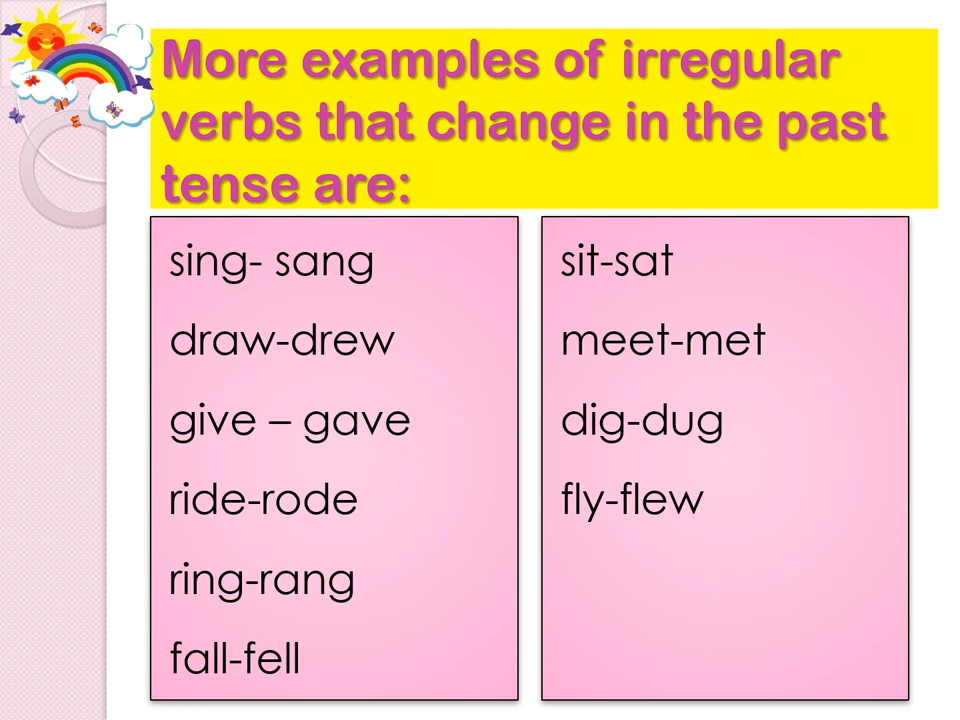 More examples of irregular
verbs that change in the past
tense are:
sing- sang
draw-drew
give – gave
ride-rode
ring-rang
fall-fell
sit-sat
meet-met
dig-dug
fly-flew